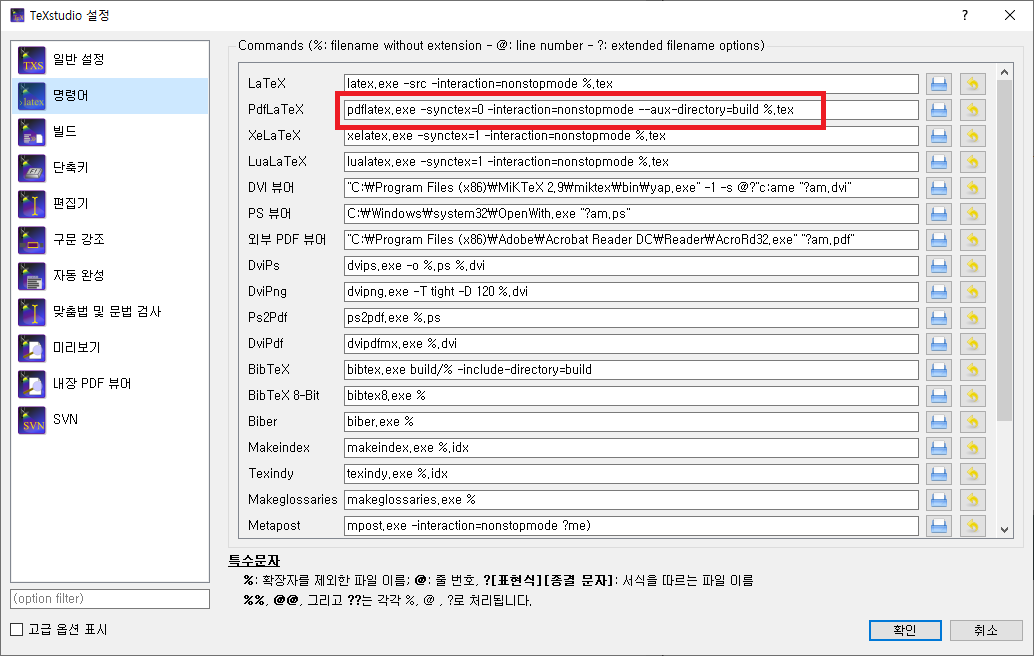 TeXstudio 설정
?
일반 설정
명령어
빌드
단축키
편집기
구문 강조
자동 완성
맞춤법 및 문법 검사
미리보기
내장 PDF 뷰어
SVN
(option filter)
고급 옵션 표시
Commands (%: filename without extension - @: line number - ?: extended filename options)
LaTeX latex.exe -src -interaction=nonstopmode %.tex
PdfLaTeX pdflatex.exe -synctex=0 -interaction=nonstopmode --aux-directory=build %.tex
XeLaTeX xelatex.exe -synctex=1 -interaction=nonstopmode %.tex
LuaLaTeX lualatex.exe -synctex=1 -interaction=nonstopmode %.tex
DVI 뷰어 "C:₩Program Files (x86)₩MiKTeX 2.9₩miktex₩bin₩yap.exe" -1 -s @?"c:ame "?am.dvi"
PS 뷰어 C:₩Windows₩system32₩OpenWith.exe "?am.ps"
외부 PDF 뷰어 "C:₩Program Files (x86)₩Adobe₩Acrobat Reader DC₩Reader₩AcroRd32.exe" "?am.pdf"
DviPs dvips.exe -o %.ps %.dvi
DviPng dvipng.exe -T tight -D 120 %.dvi
Ps2Pdf ps2pdf.exe %.ps
DviPdf dvipdfmx.exe %.dvi
BibTeX bibtex.exe build/% -include-directory=build
BibTeX 8-Bit bibtex8.exe %
Biber biber.exe %
Makeindex makeindex.exe %.idx
Texindy texindy.exe %.idx
Makeglossaries makeglossaries.exe %
Metapost mpost.exe -interaction=nonstopmode ?me)
특수문자
%: 확장자를 제외한 파일 이름; @: 줄 번호, ?[표현식][종결 문자]: 서식을 따르는 파일 이름
%%, @@, 그리고 ??는 각각 %, @ , ?로 처리됩니다.
확인
취소